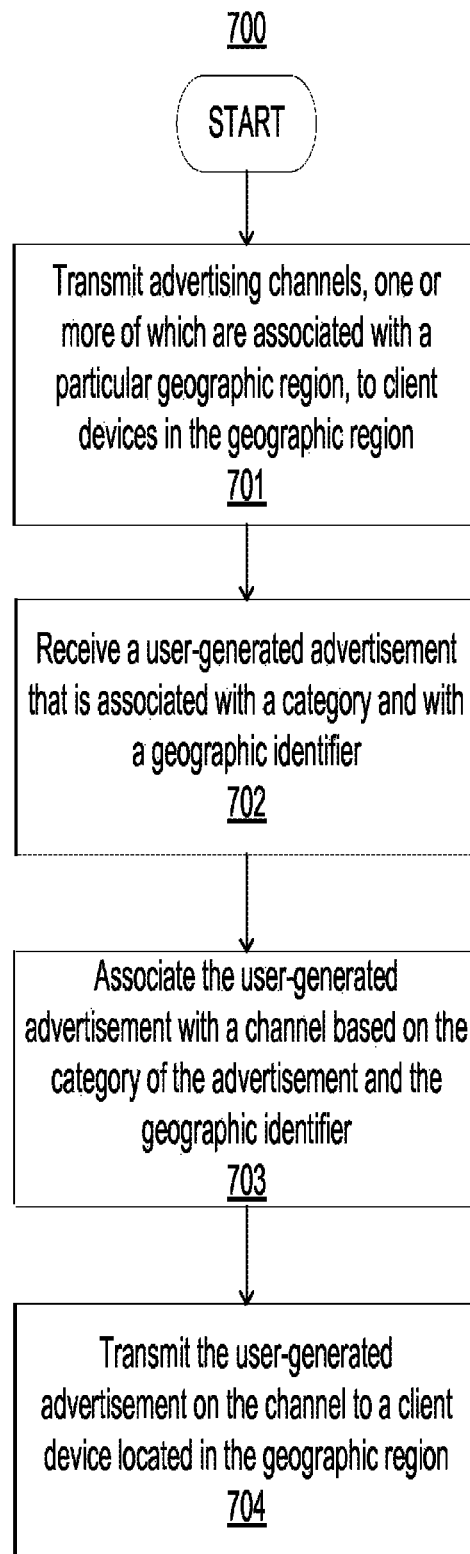 700
START
Transmit advertising channels, one or
more of which are associated with a
particular geographic region, to client
devices in the geographic region
701
Receive a user-generated advertisement
that is associated with a category and with
a geographic identifier
702
Associate the user-generated
advertisement with a channel based on the
category of the advertisement and the
geographic identifier
703
Transmit the user-generated
advertisement on the channel to a client
device located in the geographic region
704